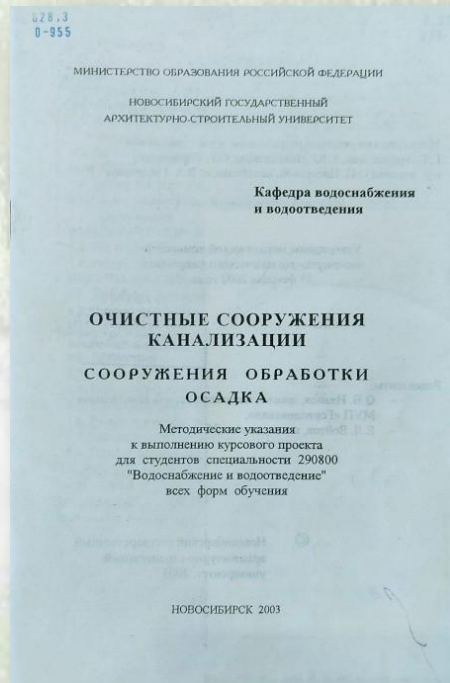 628.3
О-955
МИНИСТЕРСТВО ОБРАЗОВАНИЯ РОССИЙСКОЙ ФЕДЕРАЦИИ
НОВОСИБИРСКИЙ ГОСУДАРСТВЕННЫЙ
АРХИТЕКТУРНО-СТРОИТЕЛЬНЫЙ УНИВЕРСИТЕТ
Кафедра водоснабжения
и водоотведения
ОЧИСТНЫЕ СООРУЖЕНИЯ
КАНАЛИЗАЦИИ
СООРУЖЕНИЯ ОБРАБОТКИ
ОСАДКА
Методические указания
к выполнению курсового проекта
для студентов специальности 290800
"Водоснабжение и водоотведение"
всех форм обучения
НОВОСИБИРСК 2003